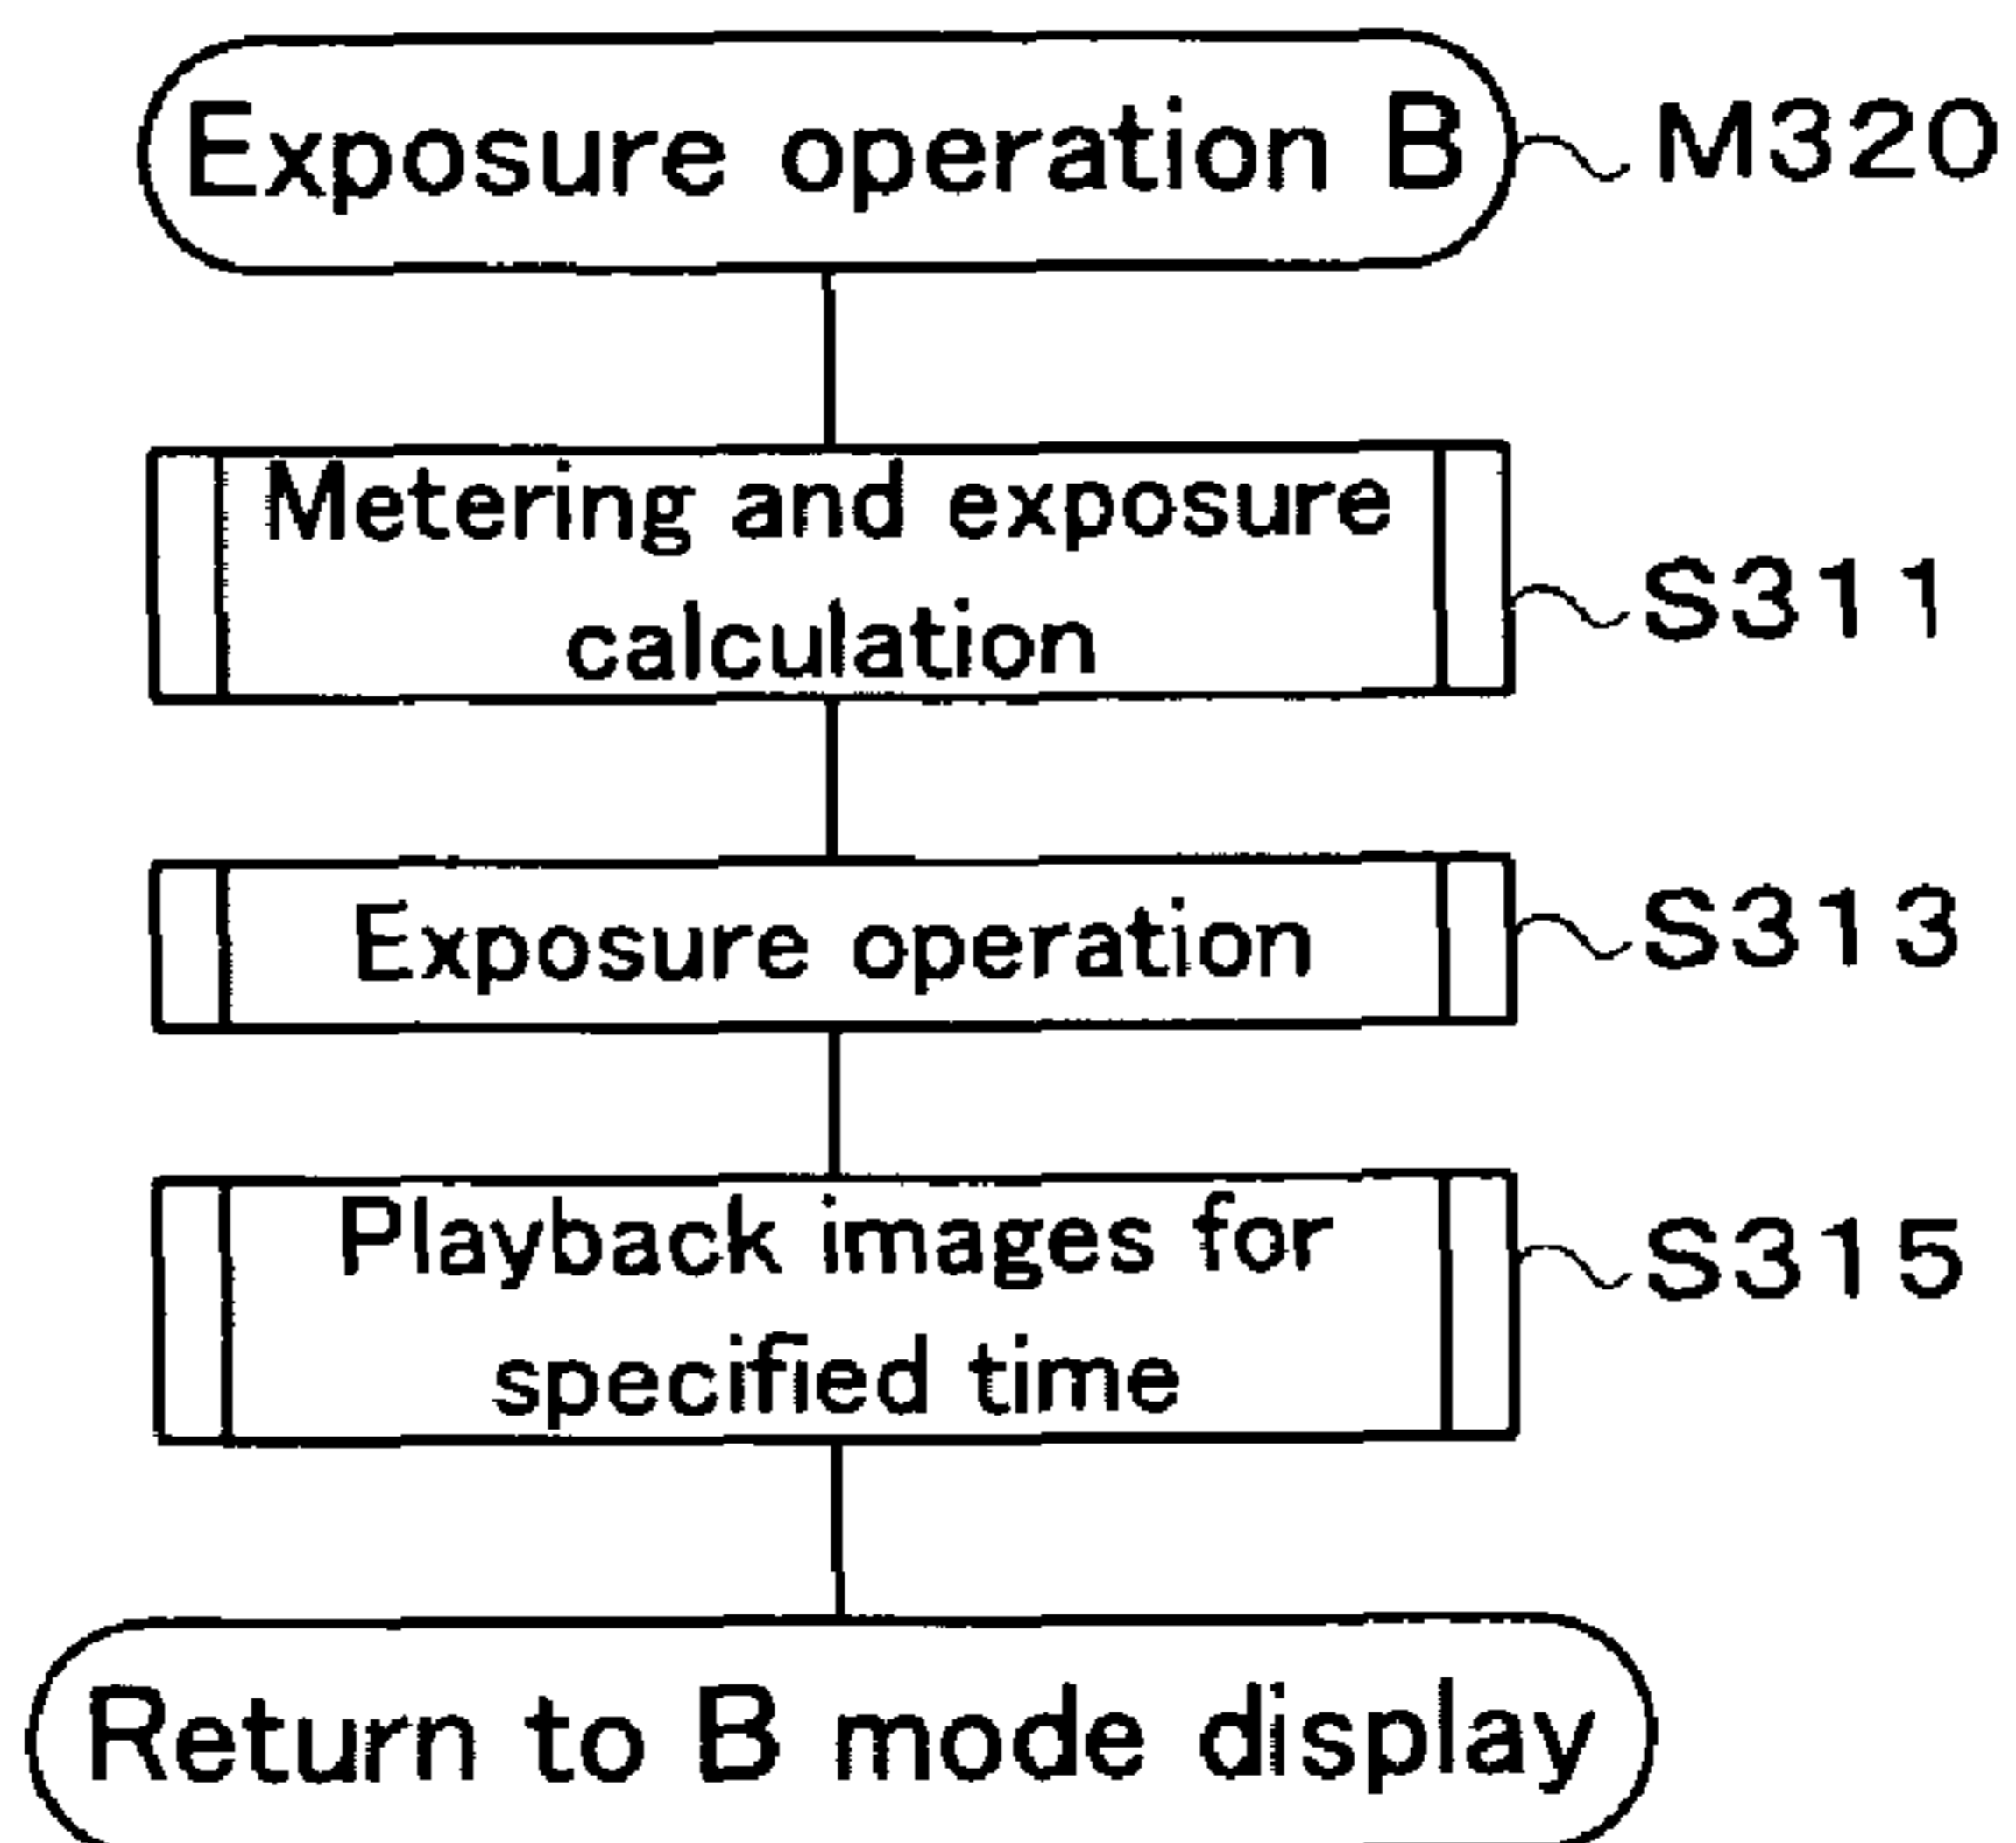 Exposure operation B M320
Metering and exposure
calculation
S311
Exposure operation S313
Playback images for
specified time
S315
Return to B mode display